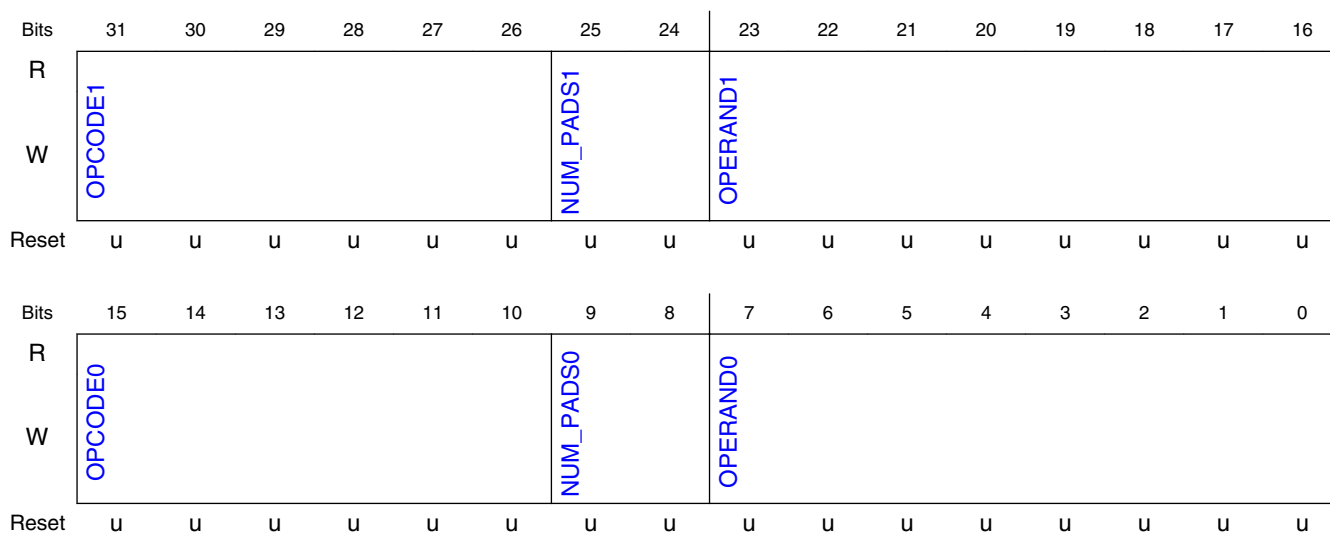 Bits 31 30 29 28 27 26 25 24 23 22 21 20 19 18 17 16
R
W
OPCODE1 NUM_PADS1 OPERAND1
Reset u u u u u u u u u u u u u u u u
Bits 15 14 13 12 11 10 9 8 7 6 5 4 3 2 1 0
R
W
OPCODE0 NUM_PADS0 OPERAND0
Reset u u u u u u u u u u u u u u u u